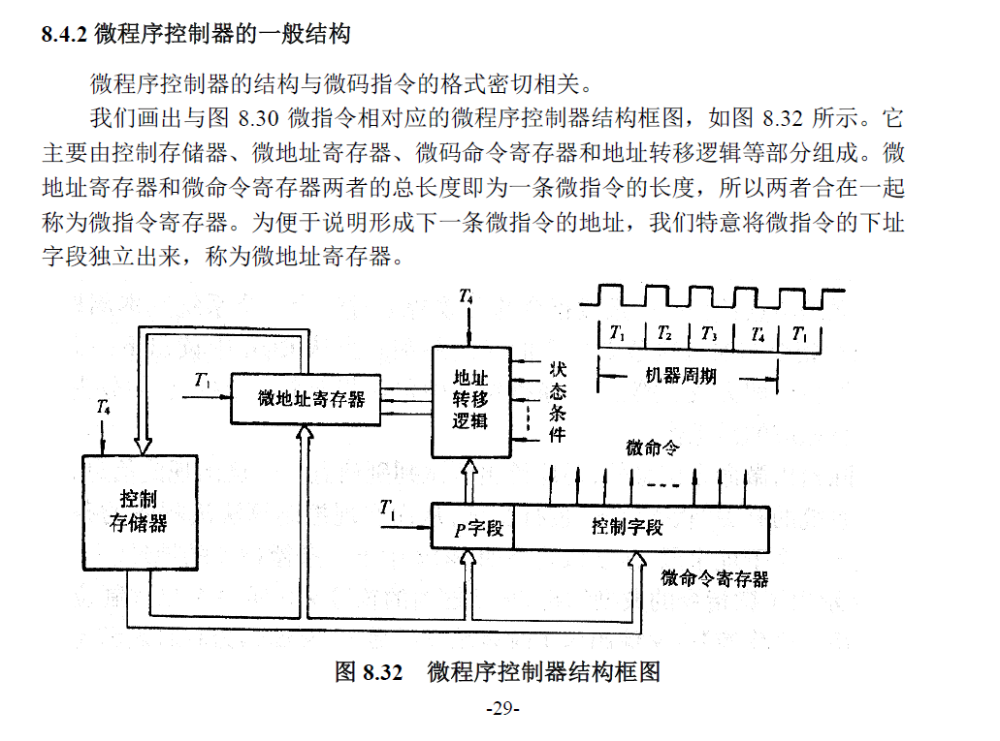 8.4.2 微程序控制器的一般结构
微程序控制器的结构与微码指令的格式密切相关。
我们画出与图 8.30 微指令相对应的微程序控制器结构框图，如图 8.32 所示。它
主要由控制存储器、微地址寄存器、微码命令寄存器和地址转移逻辑等部分组成。微
地址寄存器和微命令寄存器两者的总长度即为一条微指令的长度，所以两者合在一起
称为微指令寄存器。为便于说明形成下一条微指令的地址，我们特意将微指令的下址
字段独立出来，称为微地址寄存器。
T4
T1 T2 T3 T4 T1
机器周期
T1
微地址寄存器
地址
转移
逻辑
状
态
条
件
T4
控制
存储器
微命令
T1
P字段
控制字段
微命令寄存器
图 8.32 微程序控制器结构框图
-29-